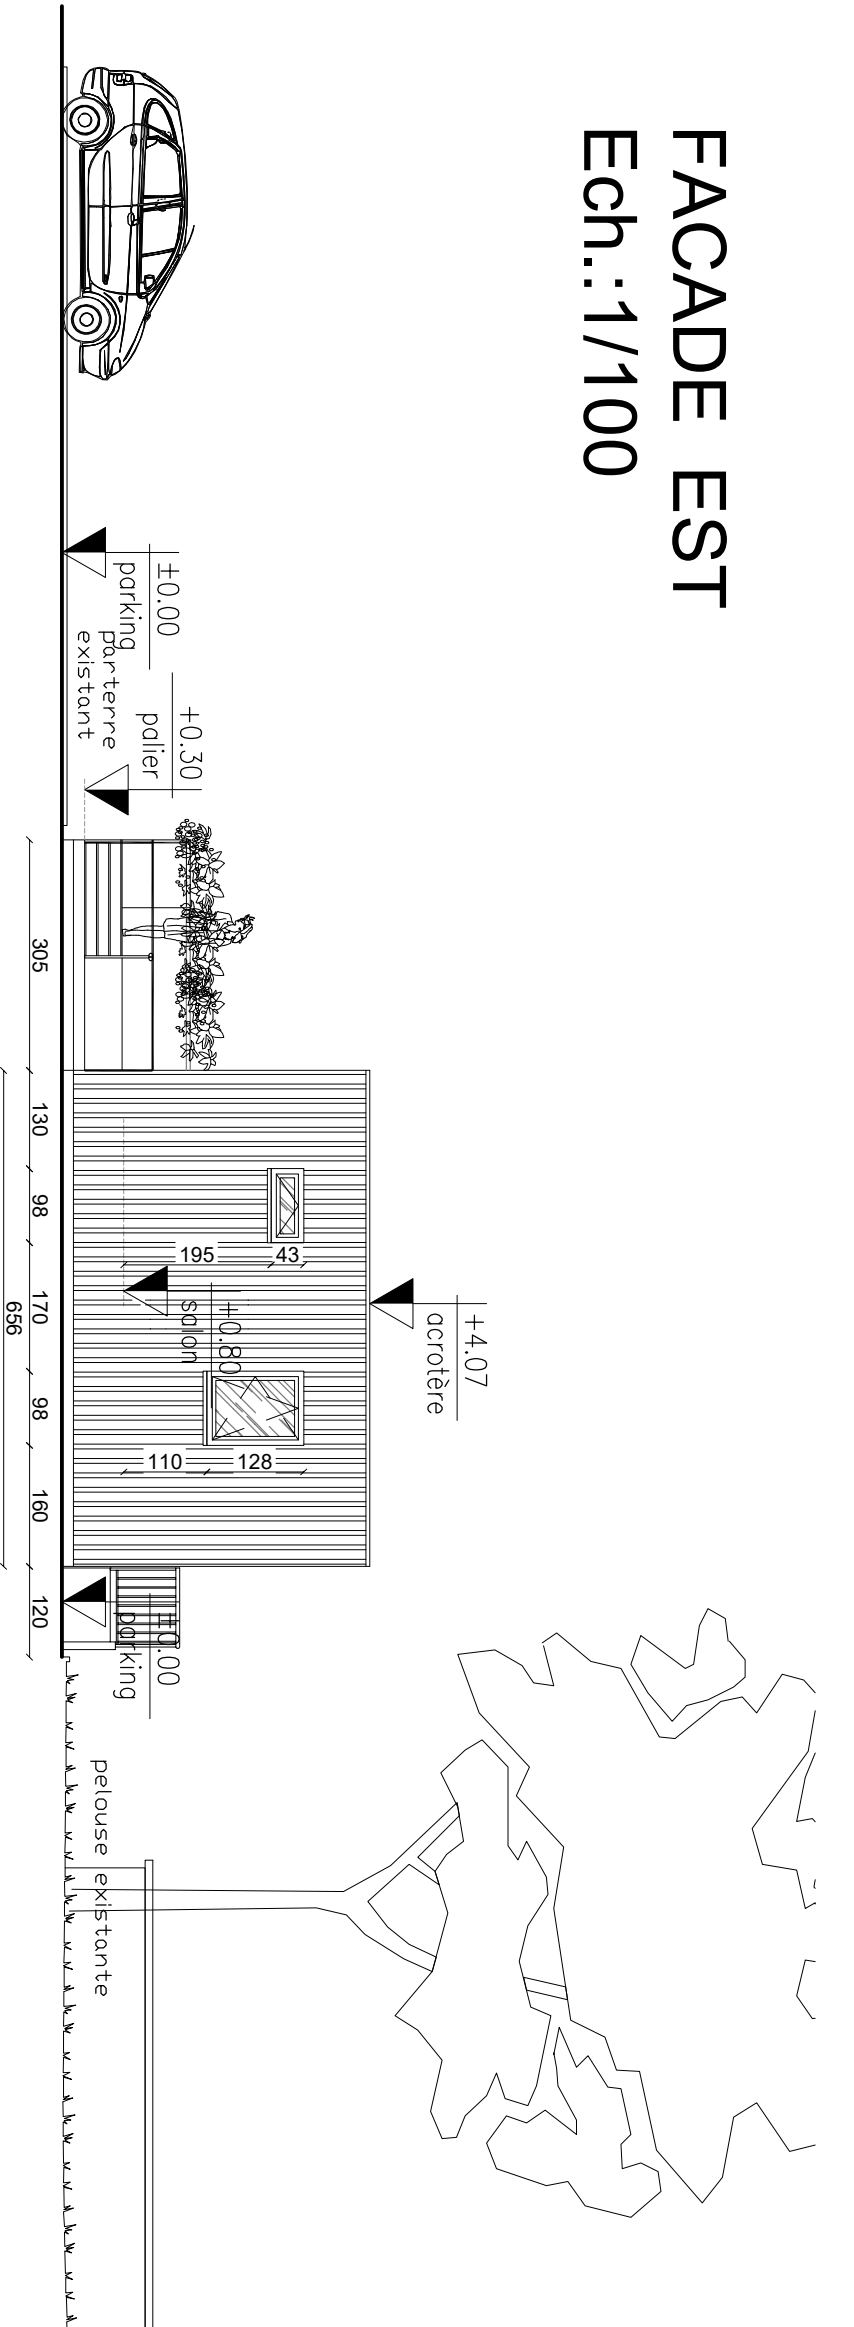 FACADE EST
Ech.:1/100
+4.07
acrotère
±0.00
parking
+0.30
palier
parterre
existant
195
43
+0.80
salon
110
128
±0.00
parking
pelouse existante
305
130
98
170
98
160
120
656